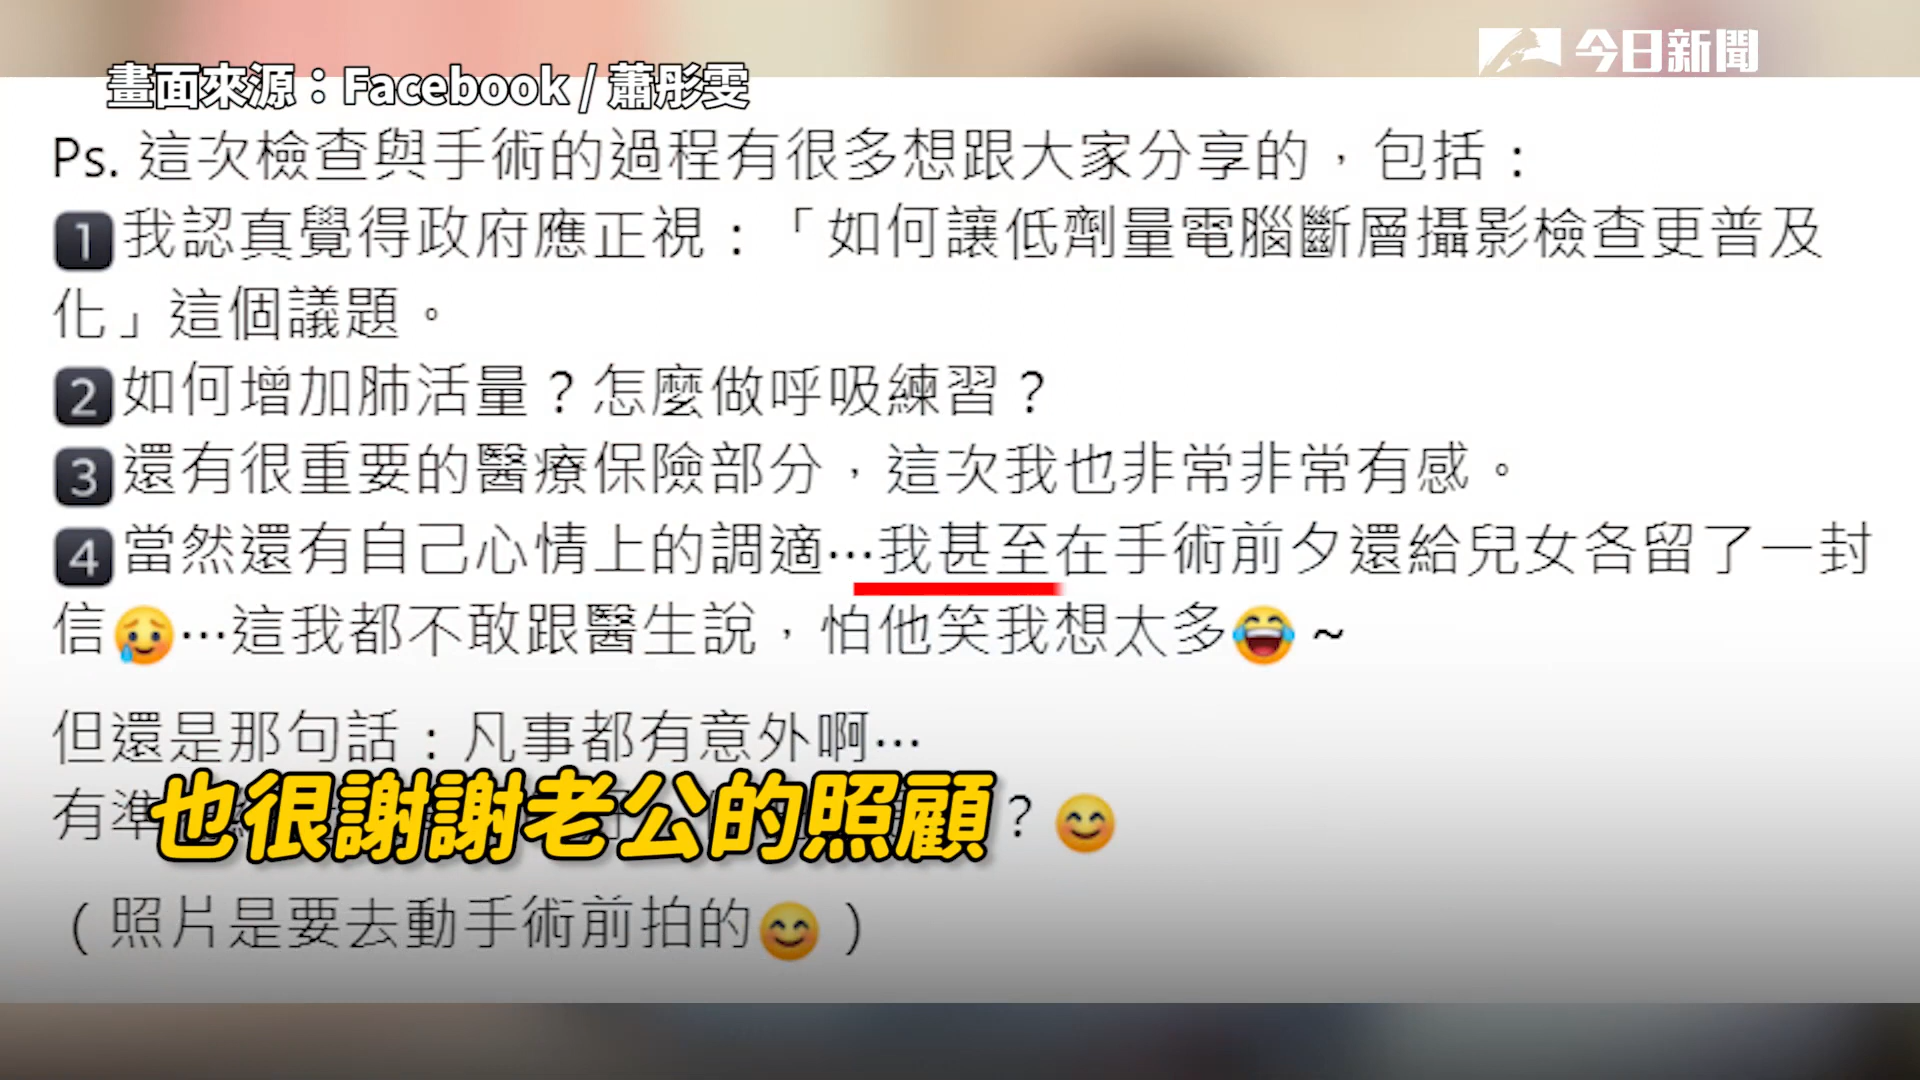 今日新聞
畫面來源：Facebook / 蕭彤雯
Ps. 這次檢查與手術的過程有很多想跟大家分享的，包括：
1 我認真覺得政府應正視：「如何讓低劑量電腦斷層攝影檢查更普及
化」這個議題。
2 如何增加肺活量？怎麼做呼吸練習？
3 還有很重要的醫療保險部分，這次我也非常非常有感。
4 當然還有自己心情上的調適…我甚至在手術前夕還給兒女各留了一封
信🥲…這我都不敢跟醫生說，怕他笑我想太多😂~
但還是那句話：凡事都有意外啊…
有準 ？😊
也很謝謝老公的照顧
（照片是要去動手術前拍的😊）